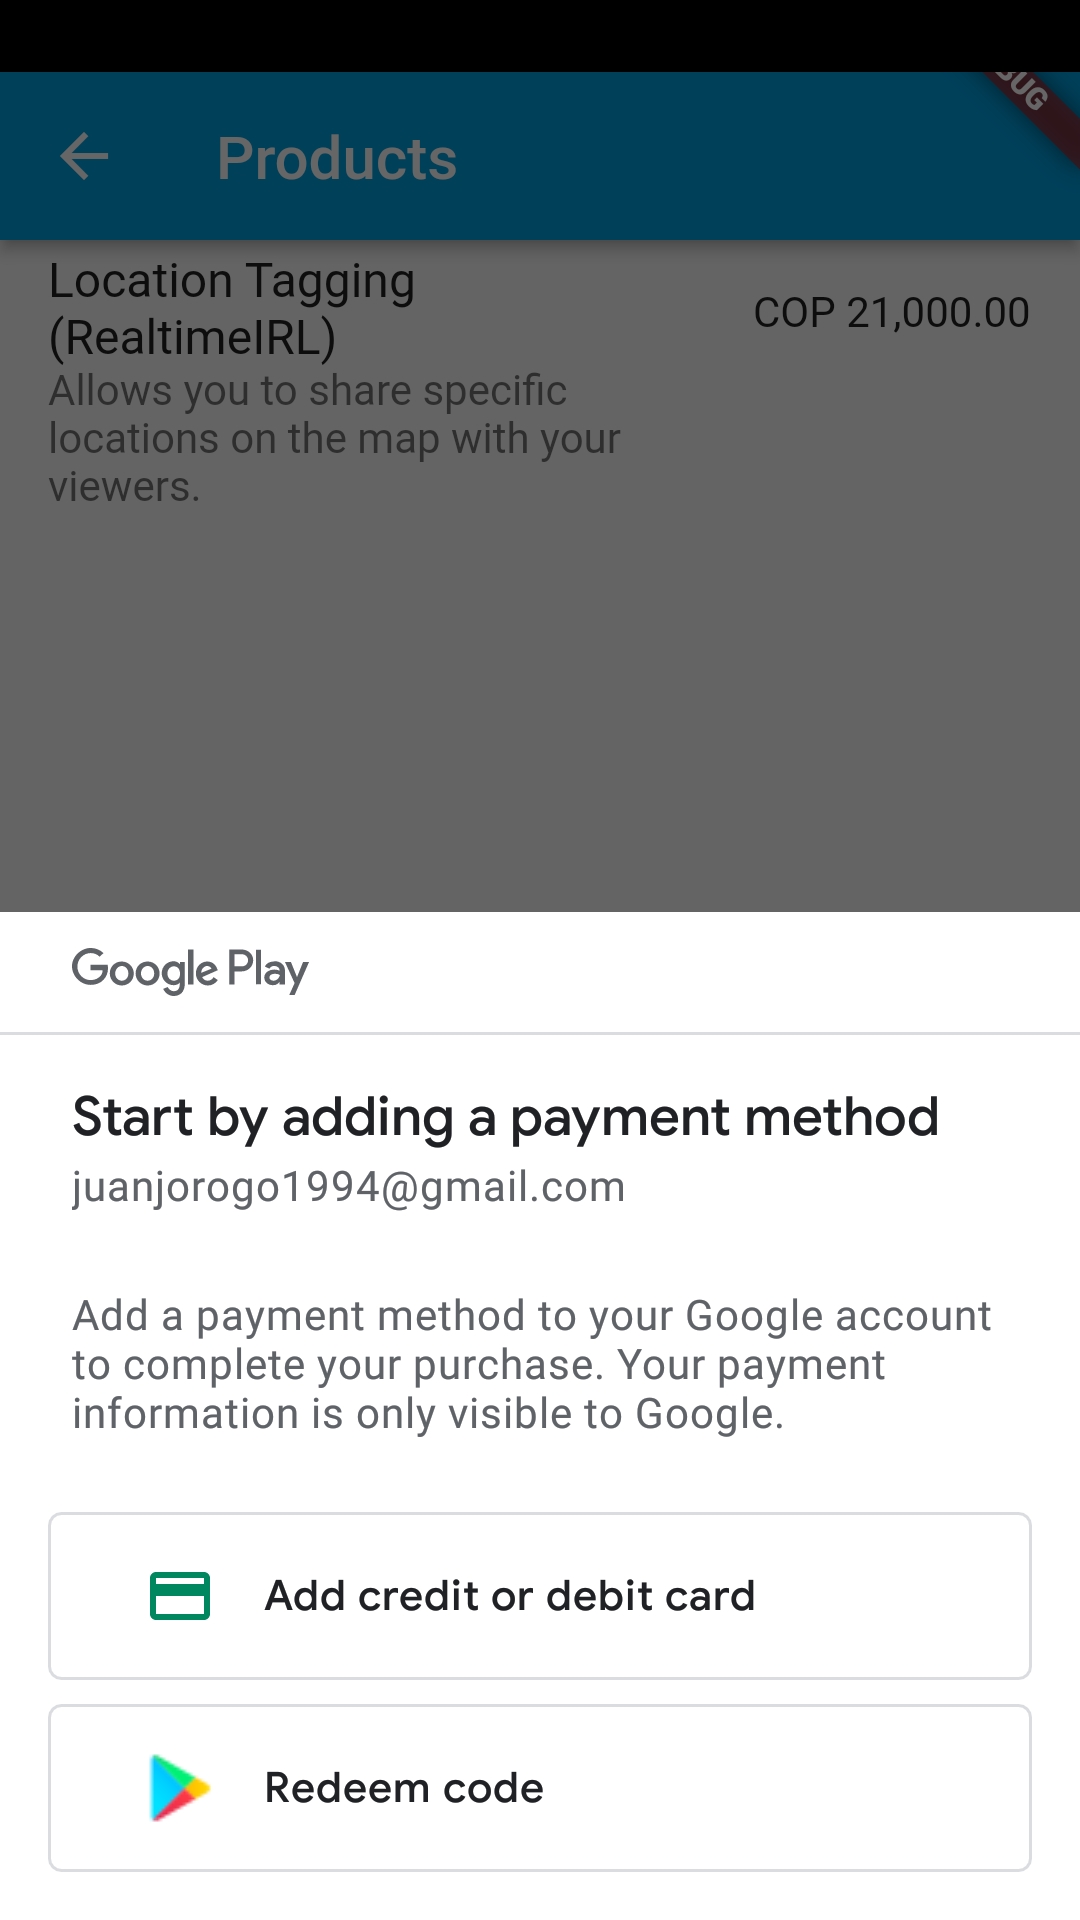 Products
Location Tagging
(RealtimeIRL)
COP 21,000.00
Allows you to share specific
locations on the map with your
viewers.
Google Play
Start by adding a payment method
juanjorogo1994@gmail.com
Add a payment method to your Google account
to complete your purchase. Your payment
information is only visible to Google.
Add credit or debit card
Redeem code